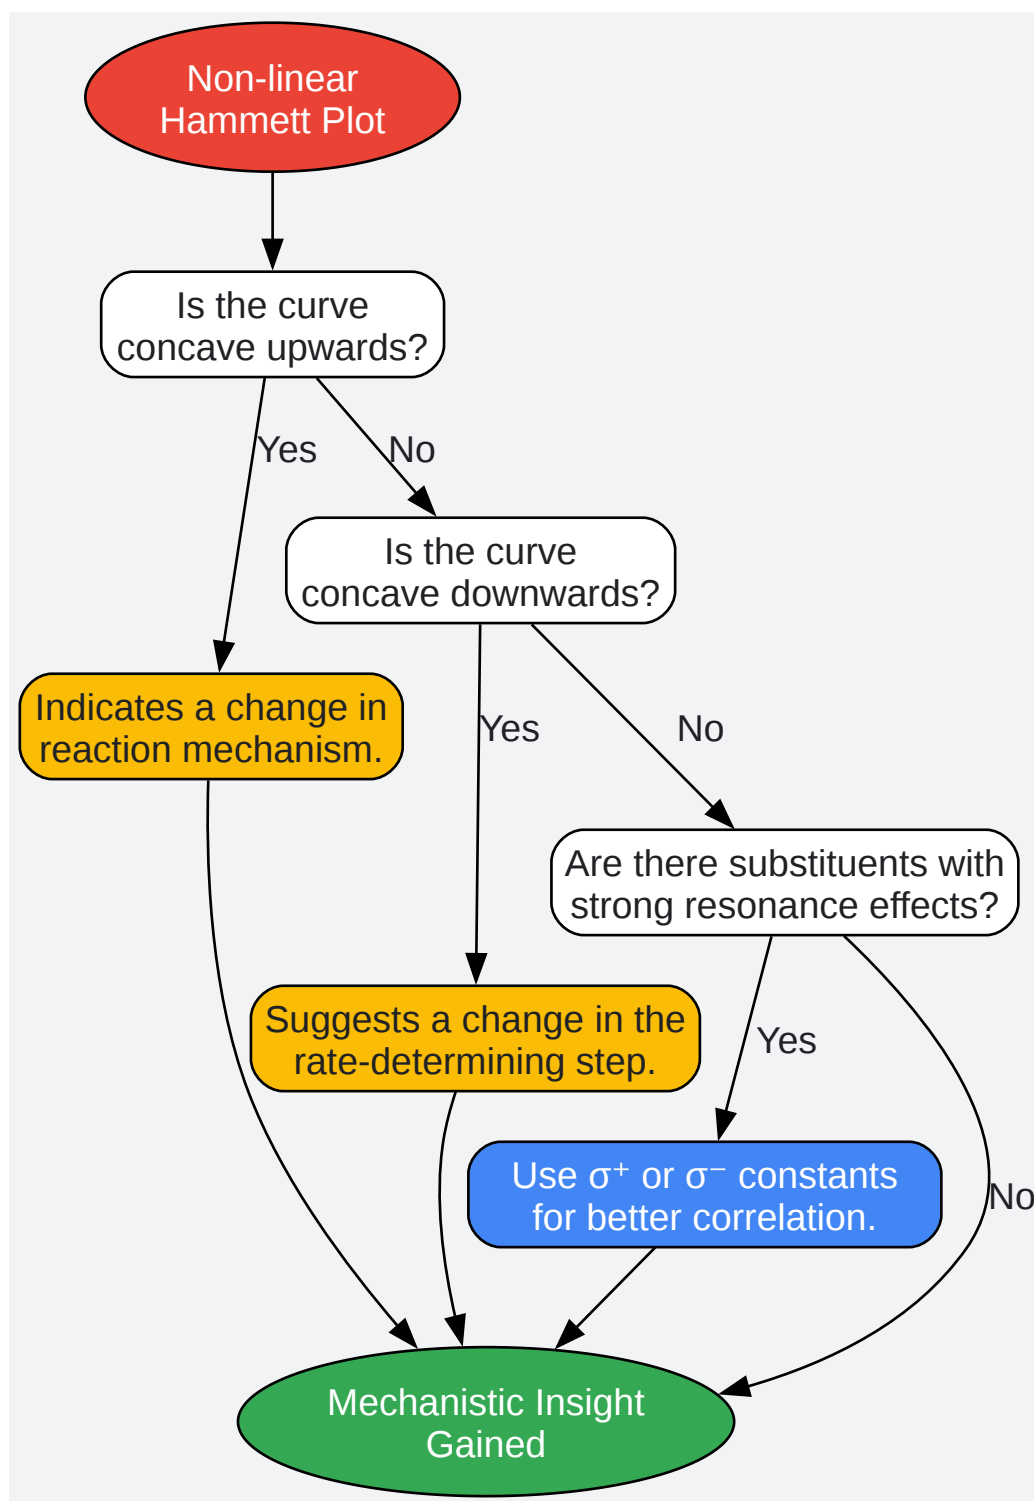 Non-linear
Hammett Plot
Is the curve
concave upwards?
Yes
No
Is the curve
concave downwards?
Indicates a change in
reaction mechanism.
Yes
No
Are there substituents with
strong resonance effects?
Suggests a change in the
rate-determining step.
Yes
Use σ⁺ or σ⁻ constants
for better correlation.
No
Mechanistic Insight
Gained